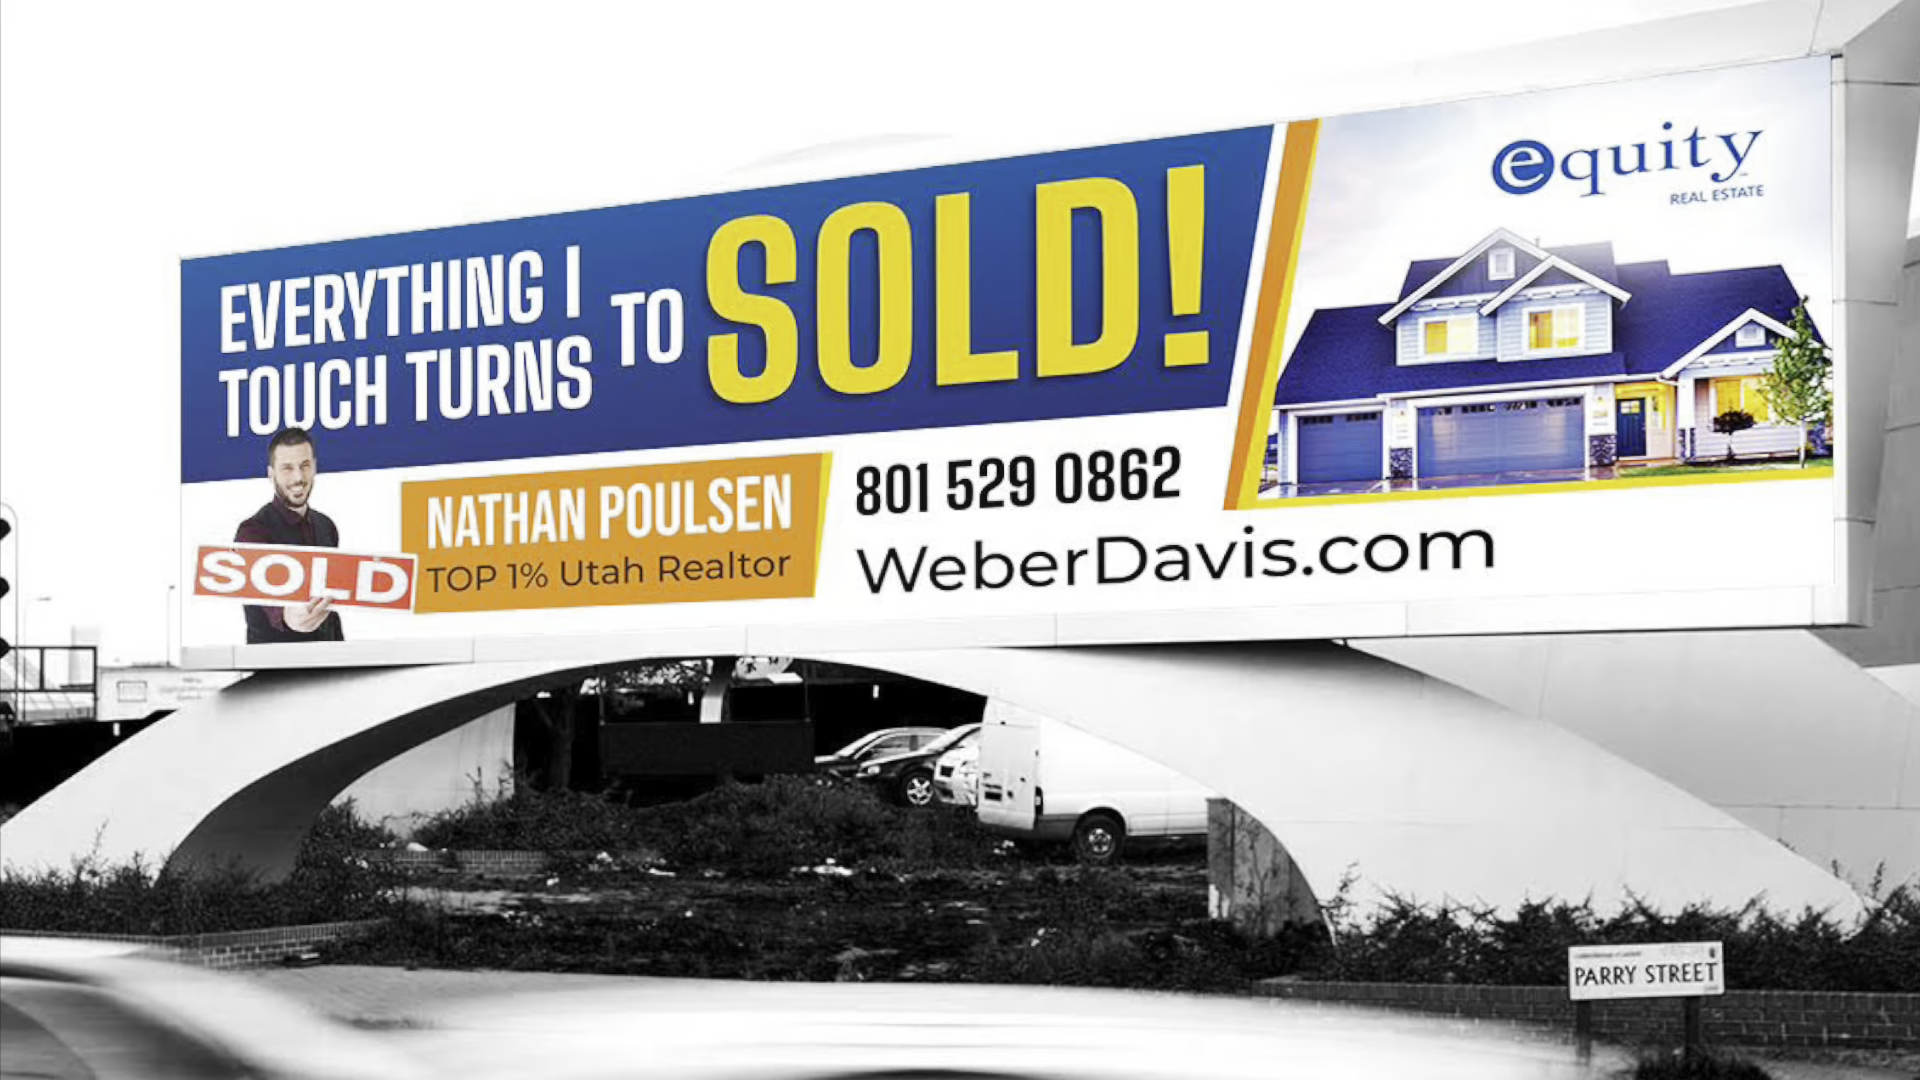 equity
REAL ESTATE
EVERYTHING I
TOUCH TURNS
TO
SOLD!
SOLD
NATHAN POULSEN
TOP 1% Utah Realtor
801 529 0862
WeberDavis.com
PARRY STREET